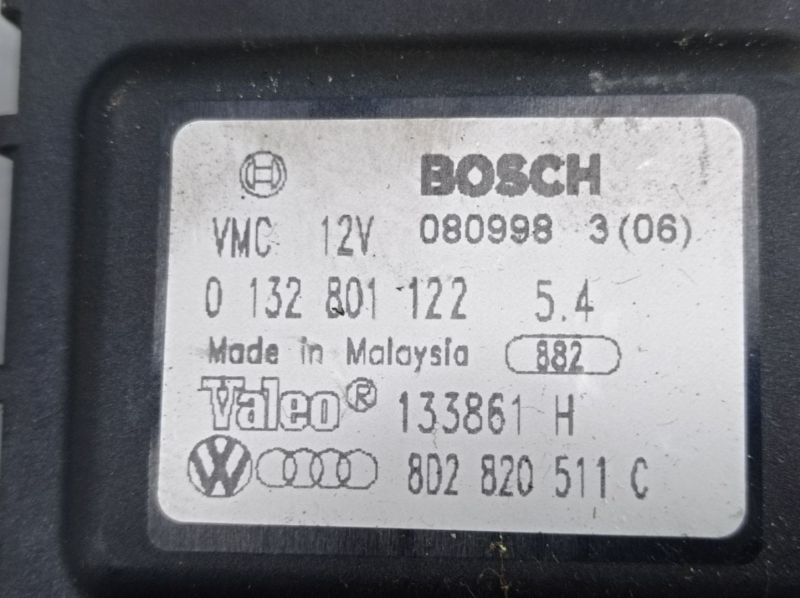 BOSCH
VMC 12V 080998 3(06)
0 132 801 122 5.4
Made in Malaysia 882
Valeo® 133861 H
VW 8D2 820 511 C